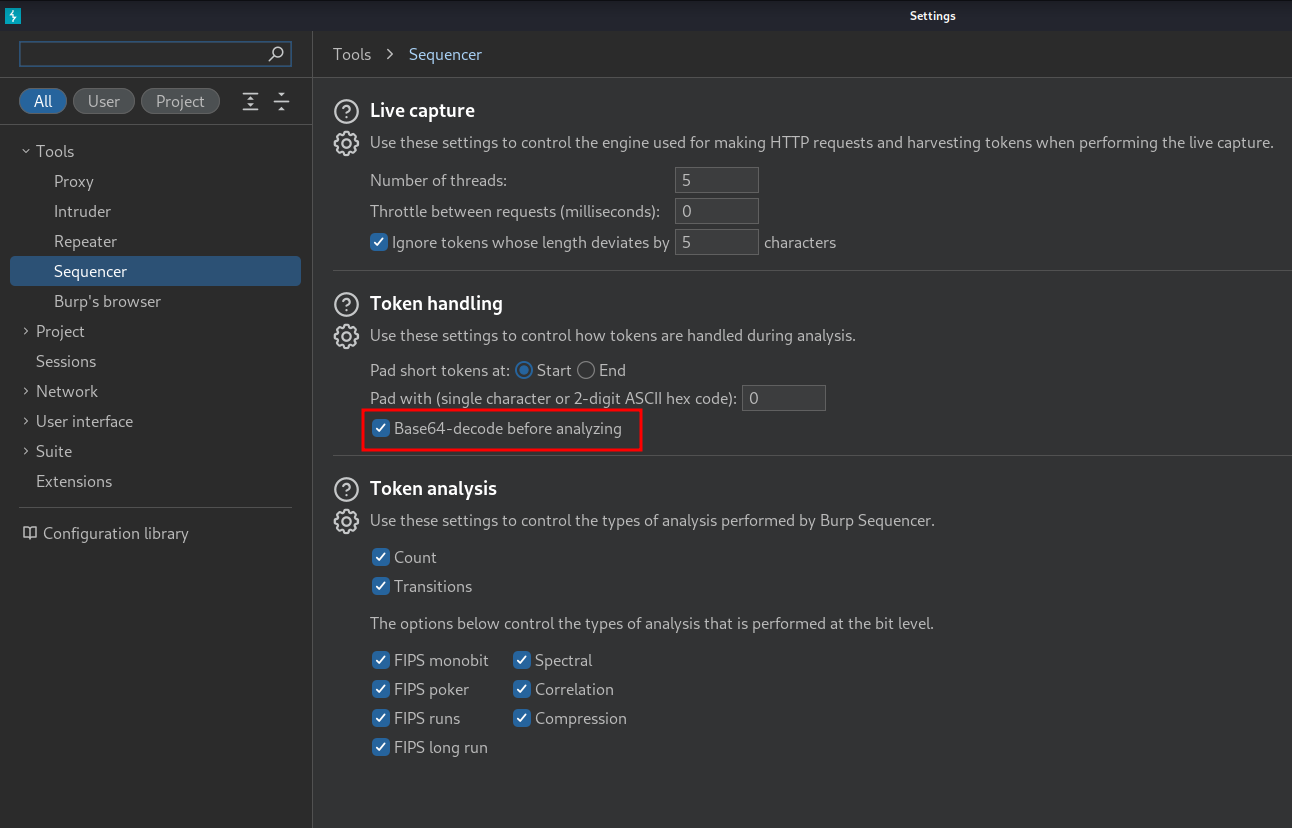 Settings
All User Project
Tools
Proxy
Intruder
Repeater
Sequencer
Burp's browser
Project
Sessions
Network
User interface
Suite
Extensions
Configuration library
Tools > Sequencer
Live capture
Use these settings to control the engine used for making HTTP requests and harvesting tokens when performing the live capture.
Number of threads: 5
Throttle between requests (milliseconds): 0
Ignore tokens whose length deviates by 5 characters
Token handling
Use these settings to control how tokens are handled during analysis.
Pad short tokens at: Start End
Pad with (single character or 2-digit ASCII hex code): 0
Base64-decode before analyzing
Token analysis
Use these settings to control the types of analysis performed by Burp Sequencer.
Count
Transitions
The options below control the types of analysis that is performed at the bit level.
FIPS monobit Spectral
FIPS poker Correlation
FIPS runs Compression
FIPS long run